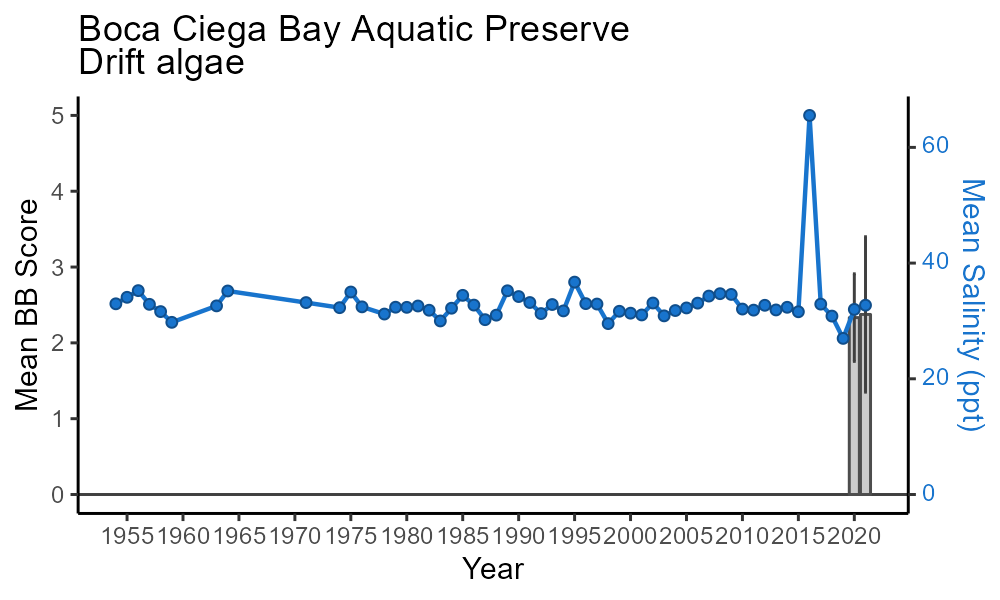 Boca Ciega Bay Aquatic Preserve
Drift algae
Mean BB Score
5
4
3
2
1
0
60
40
20
0
Mean Salinity (ppt)
1955 1960 1965 1970 1975 1980 1985 1990 1995 2000 2005 2010 2015 2020
Year